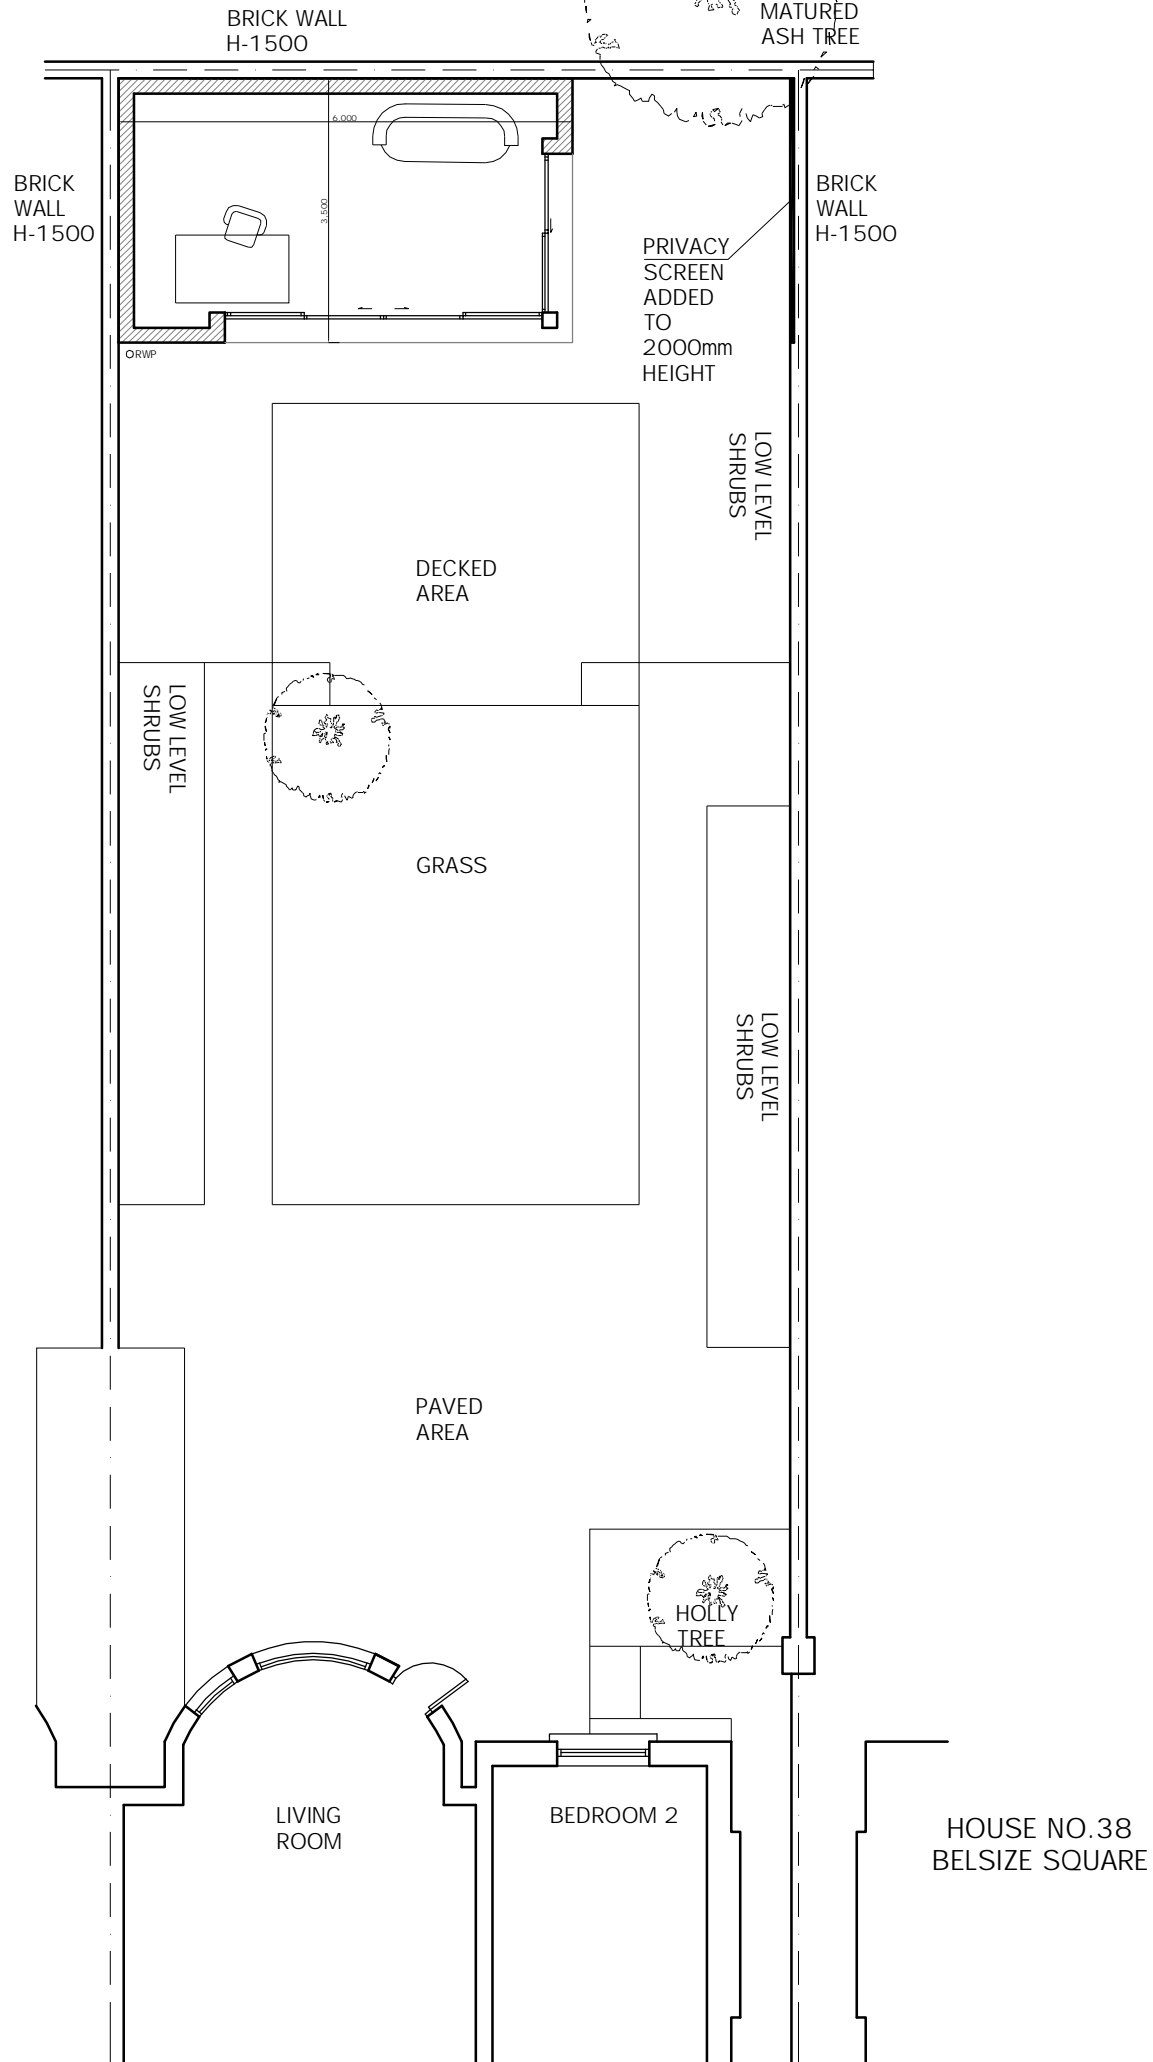 BRICK WALL
H-1500
MATURED
ASH TREE
6.000
3.500
BRICK
WALL
H-1500
BRICK
WALL
H-1500
PRIVACY
SCREEN
ADDED
TO
2000mm
HEIGHT
RWP
LOW LEVEL
SHRUBS
DECKED
AREA
LOW LEVEL
SHRUBS
GRASS
LOW LEVEL
SHRUBS
PAVED
AREA
HOLLY
TREE
LIVING
ROOM
BEDROOM 2
HOUSE NO.38
BELSIZE SQUARE